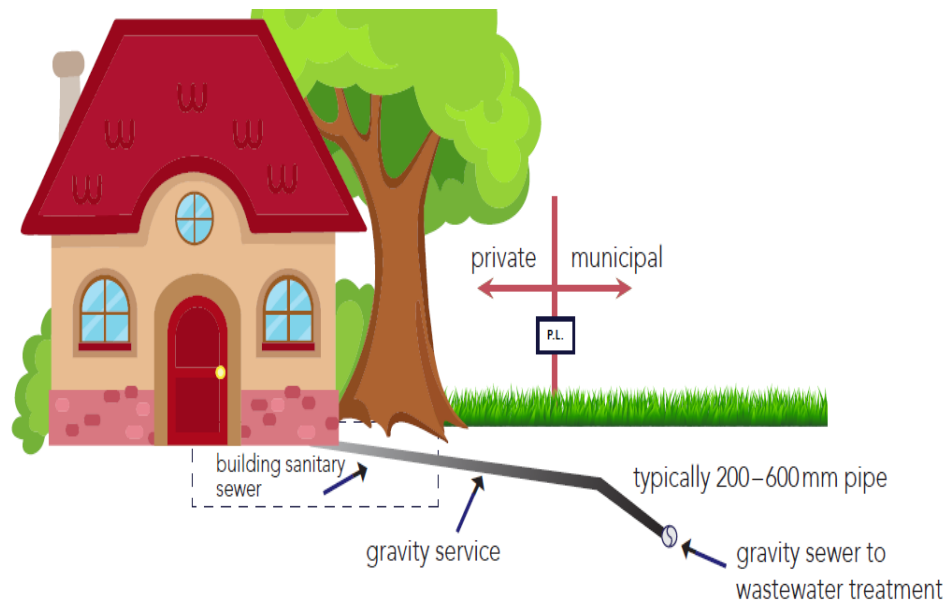 private
municipal
P.L.
building sanitary
sewer
typically 200–600mm pipe
gravity service
gravity sewer to
wastewater treatment